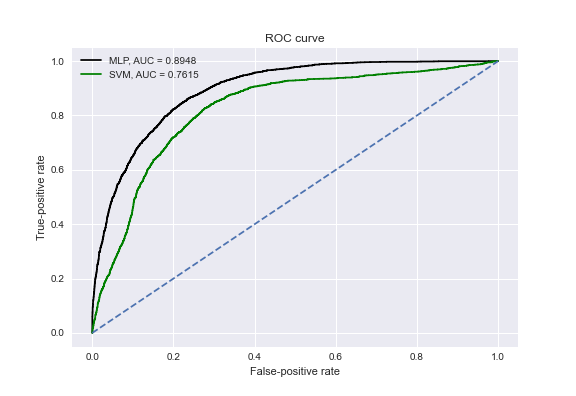 ROC curve
MLP, AUC = 0.8948
SVM, AUC = 0.7615
True-positive rate
1.0
0.8
0.6
0.4
0.2
0.0
0.0 0.2 0.4 0.6 0.8 1.0
False-positive rate